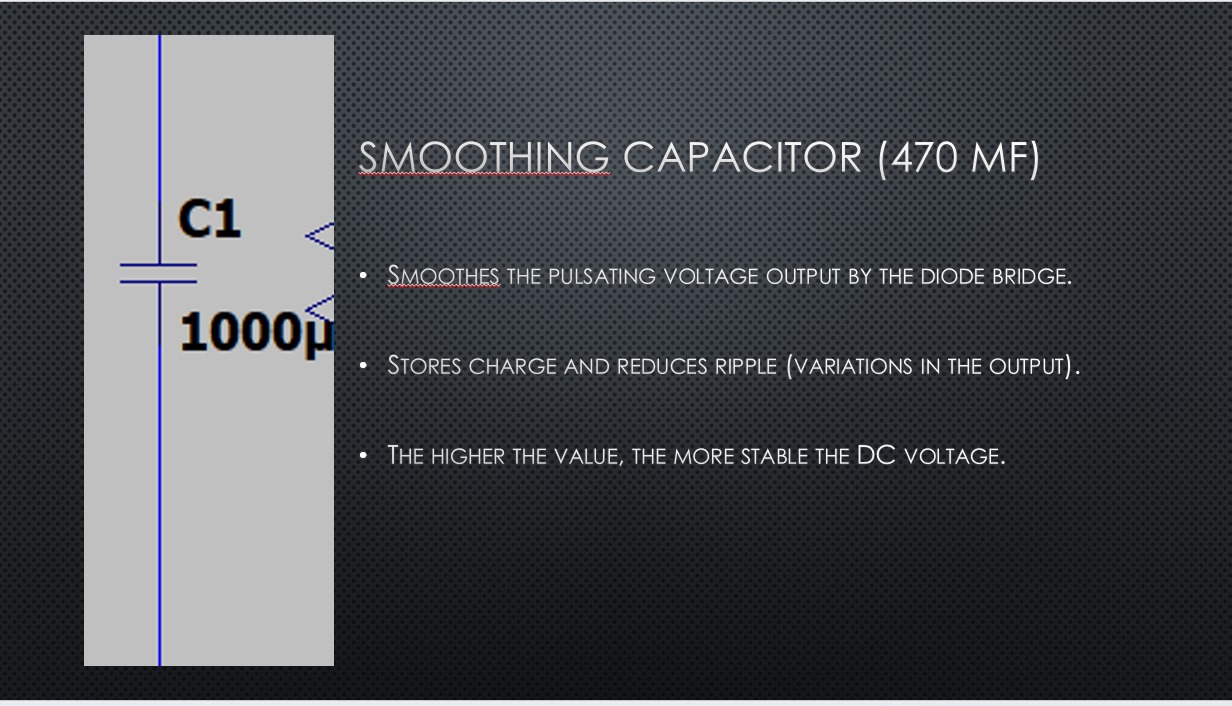 SMOOTHING CAPACITOR (470 MF)
C1
1000µ
• SMOOTHES THE PULSATING VOLTAGE OUTPUT BY THE DIODE BRIDGE.
• STORES CHARGE AND REDUCES RIPPLE (VARIATIONS IN THE OUTPUT).
• THE HIGHER THE VALUE, THE MORE STABLE THE DC VOLTAGE.